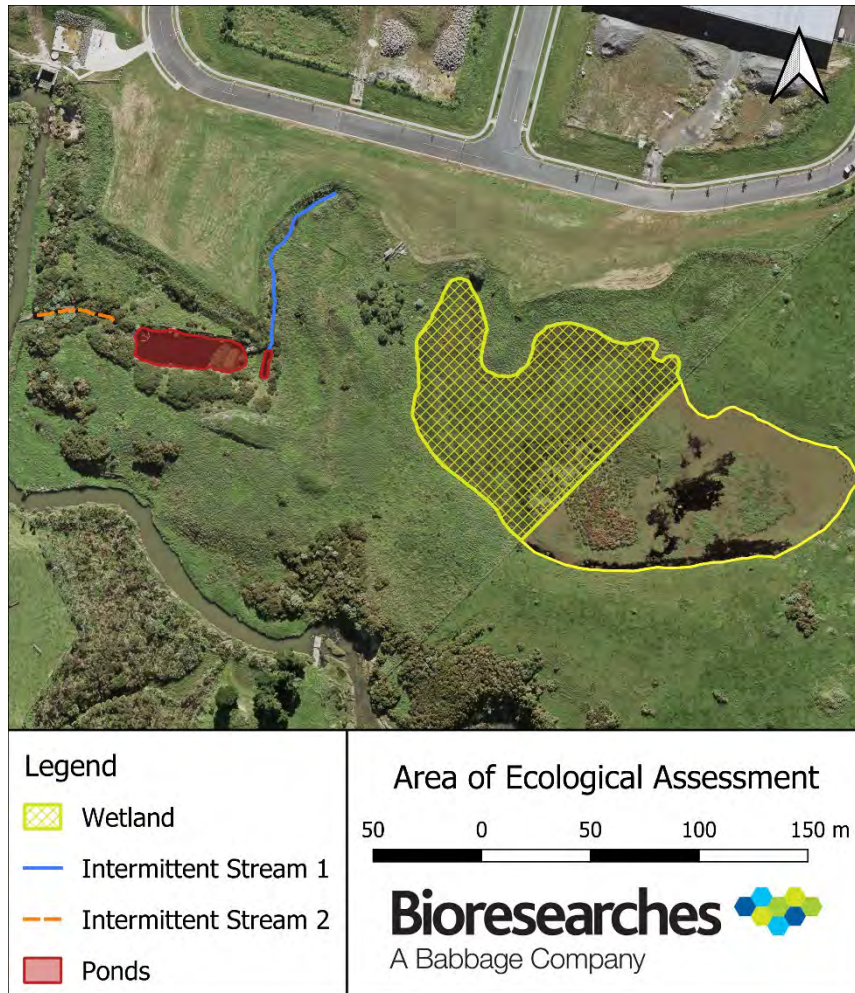 Legend
Wetland
Intermittent Stream 1
Intermittent Stream 2
Ponds
Area of Ecological Assessment
50 0 50 100 150 m
Bioresearches
A Babbage Company